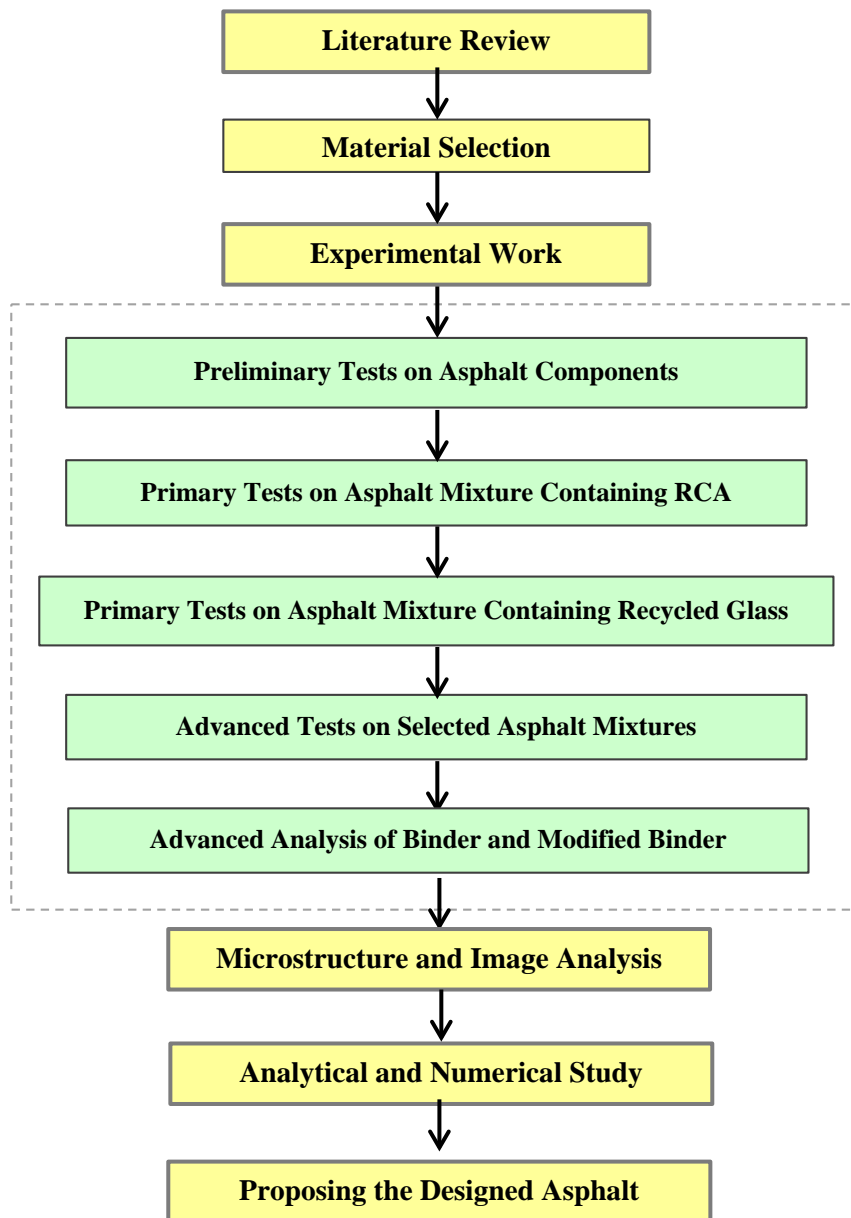 Literature Review
Material Selection
Experimental Work
Preliminary Tests on Asphalt Components
Primary Tests on Asphalt Mixture Containing RCA
Primary Tests on Asphalt Mixture Containing Recycled Glass
Advanced Tests on Selected Asphalt Mixtures
Advanced Analysis of Binder and Modified Binder
Microstructure and Image Analysis
Analytical and Numerical Study
Proposing the Designed Asphalt